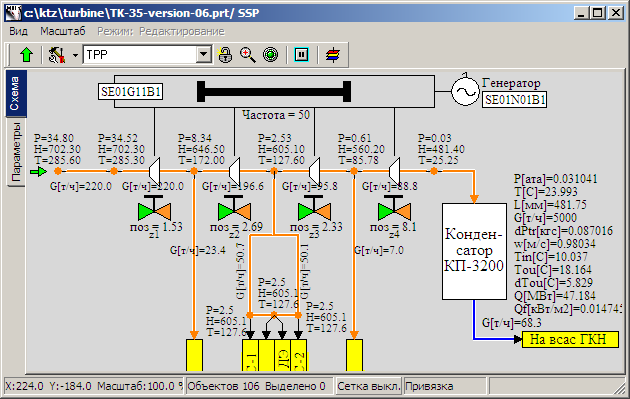 c:\ktz\turbine\TK-35-version-06.prt/ SSP
Вид Масштаб Режим: Редактирование
TPP
Схема
Параметры
SE01G11B1
Генератор
SE01N01B1
Частота = 50
P=34.80 P=34.52 P=8.34 P=2.53 P=0.61 P=0.03
H=702.30 H=702.30 H=646.50 H=605.10 H=560.20 H=481.40
T=285.60 T=285.30 T=172.00 T=127.60 T=85.78 T=25.25
G[т/ч]=220.0 G[т/ч]=220.0 G[т/ч]=196.6 G[т/ч]=95.8 G[т/ч]=88.8
поз = 1.53 поз = 2.69 поз = 2.33 поз = 8.1
z1 z2 z3 z4
G[т/ч]=23.4 G[т/ч]=50.7 G[т/ч]=50.1 G[т/ч]=7.0
P=2.5
H=605.1
T=127.6
P=2.5
H=605.1
T=127.6
P=2.5
H=605.1
T=127.6
С-1
ДЭ
С-2
Конден-
сатор
КП-3200
P[ата]=0.031041
T[C]=23.993
L[мм]=481.75
G[т/ч]=5000
dPtr[кгс]=0.087016
w[м/с]=0.98034
Tin[C]=10.037
Tou[C]=18.164
dTou[C]=5.829
Q[МВт]=47.184
Qf[кВт/м2]=0.014745
G[т/ч]=68.3
На всас ГКН
X:224.0 Y:-184.0 Масштаб:100.0 % Объектов 106 Выделено 0 Сетка выкл. Привязка